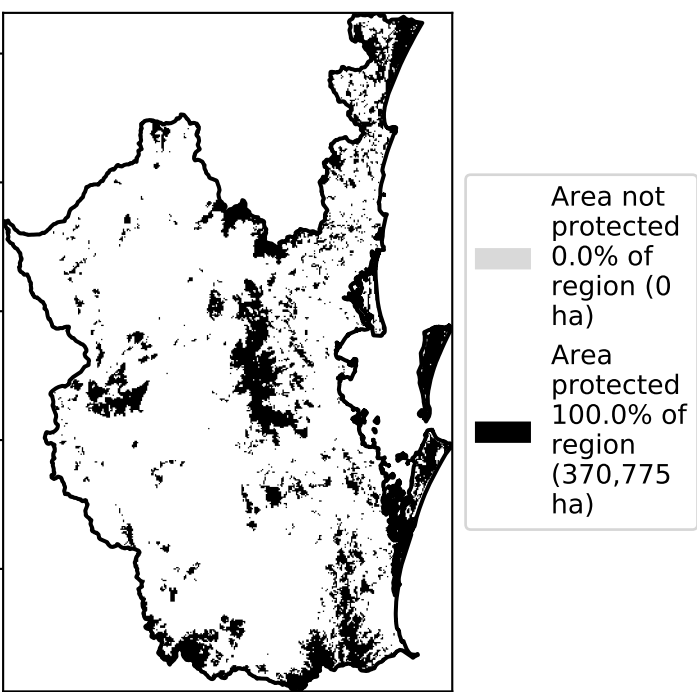 Area not
protected
0.0% of
region (0
ha)
Area
protected
100.0% of
region
(370,775
ha)